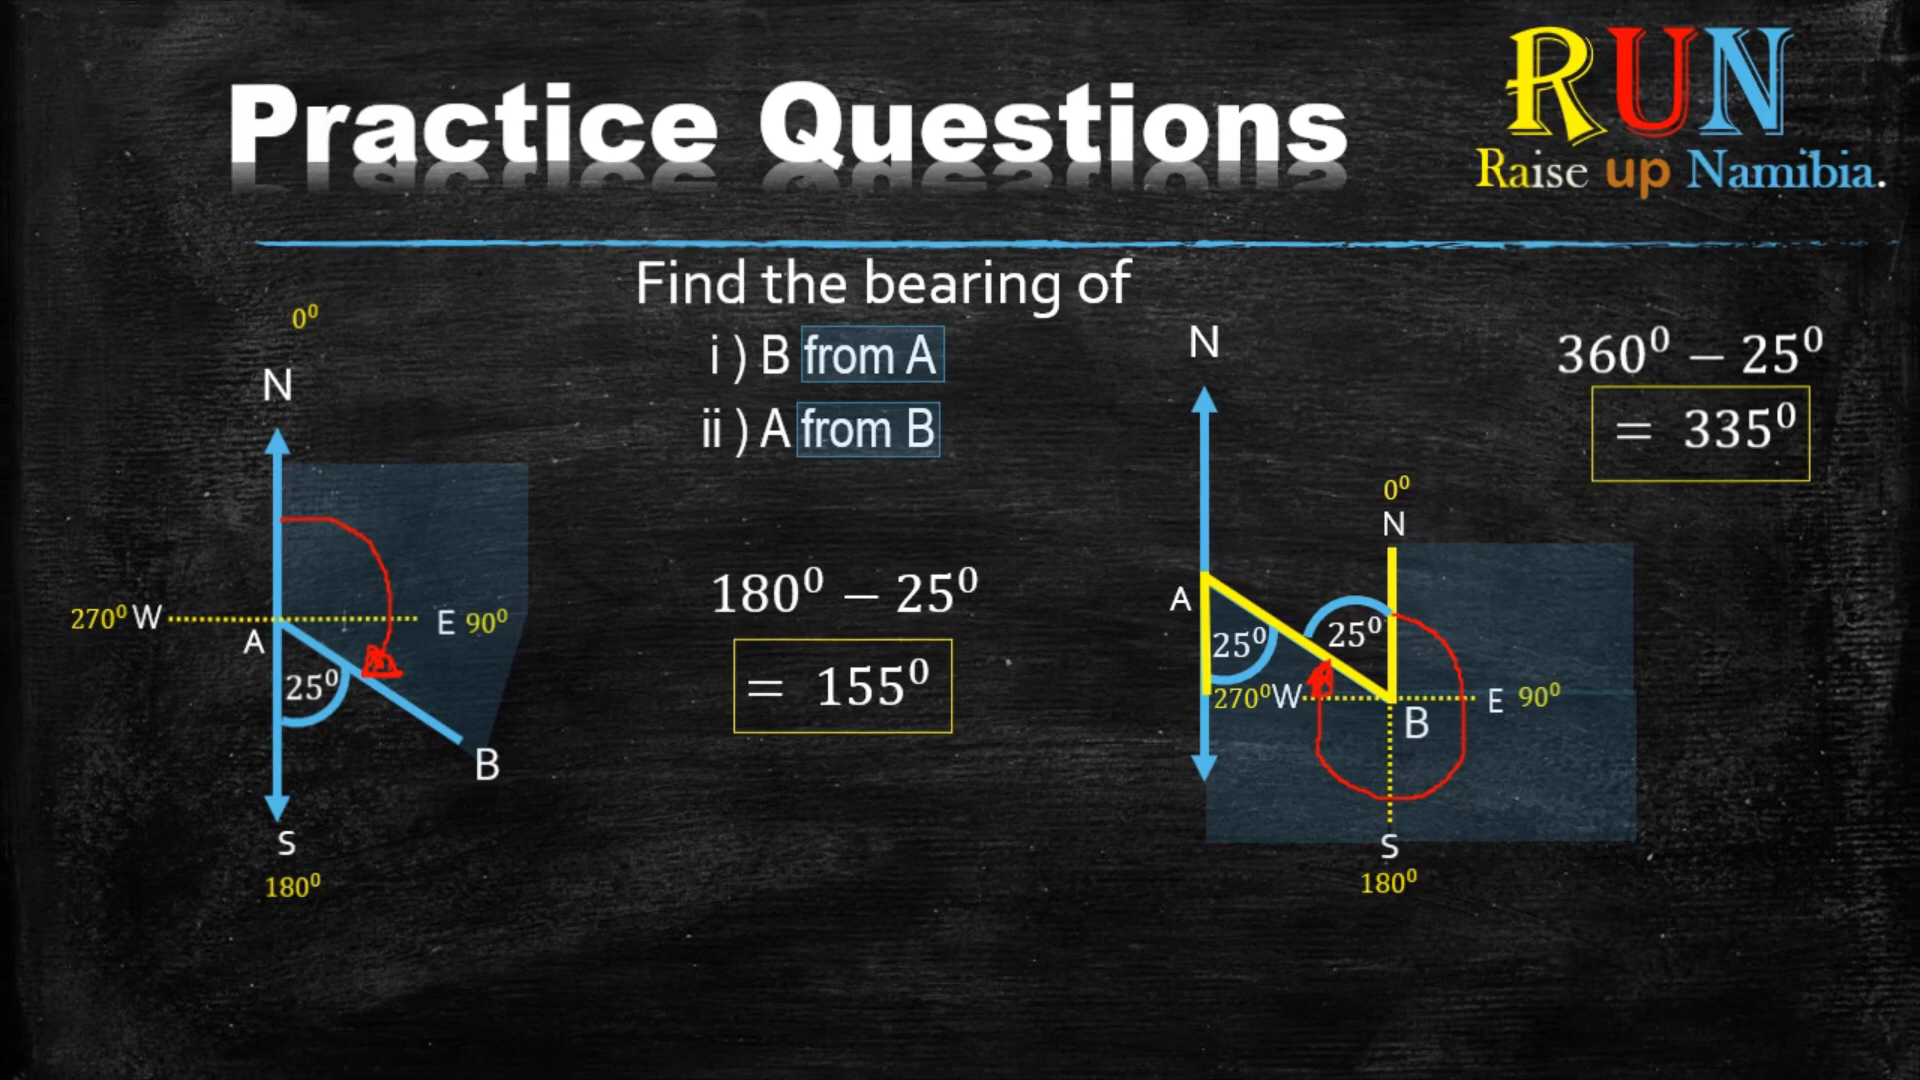 Practice Questions
RUN
Raise up Namibia.
Find the bearing of
i ) B from A
ii ) A from B
0⁰
N
270⁰ W
E 90⁰
A
25⁰
B
S
180⁰
180⁰ − 25⁰
= 155⁰
N
360⁰ − 25⁰
= 335⁰
0⁰
N
A
25⁰
25⁰
270⁰ W
E 90⁰
B
S
180⁰